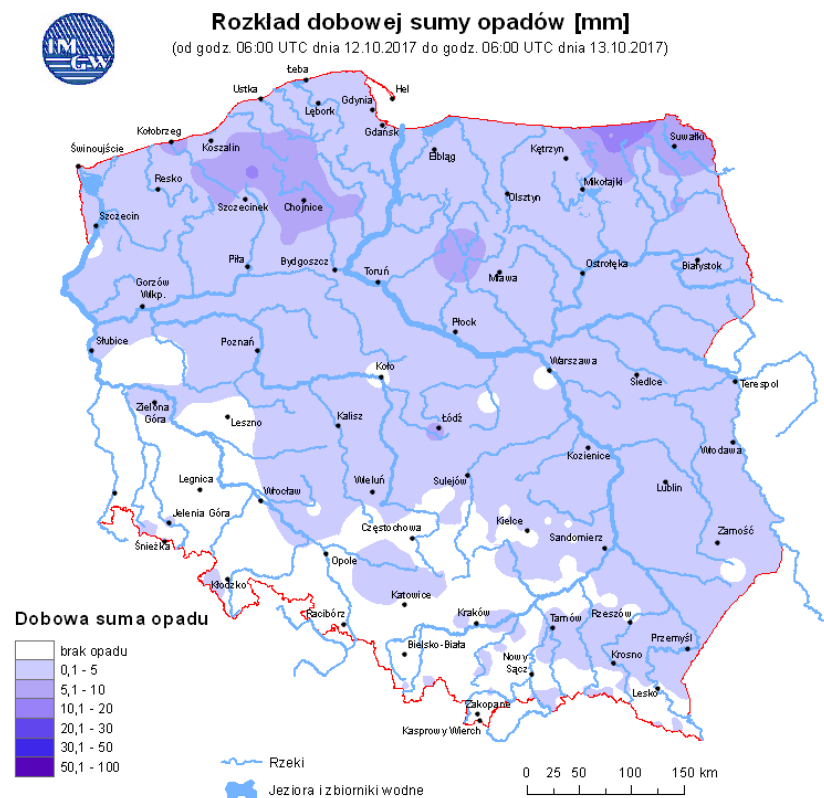 Rozkład dobowej sumy opadów [mm]
(od godz. 06:00 UTC dnia 12.10.2017 do godz. 06:00 UTC dnia 13.10.2017)
IM
GW
Łeba
Ustka
Hel
Gdynia
Lębork
Kołobrzeg
Gdańsk
Koszalin
Suwałki
Świnoujście
Elbląg
Kętrzyn
Resko
Mikołajki
Szczecinek
Chojnice
Olsztyn
Szczecin
Piła
Bydgoszcz
Toruń
Mława
Ostrołęka
Białystok
Gorzów
Wlkp.
Płock
Słubice
Poznań
Koło
Warszawa
Siedlce
Terespol
Zielona
Góra
Leszno
Kalisz
Łódź
Kozienice
Włodawa
Legnica
Wrocław
Wieluń
Sulejów
Lublin
Jelenia Góra
Częstochowa
Kielce
Sandomierz
Zamość
Śnieżka
Opole
Kłodzko
Katowice
Racibórz
Kraków
Tarnów
Rzeszów
Przemyśl
Bielsko-Biała
Nowy
Sącz
Krosno
Lesko
Zakopane
Kasprowy Wierch
Dobowa suma opadu
brak opadu
0,1 - 5
5,1 - 10
10,1 - 20
20,1 - 30
30,1 - 50
50,1 - 100
Rzeki
Jeziora i zbiorniki wodne
0 25 50 100 150 km